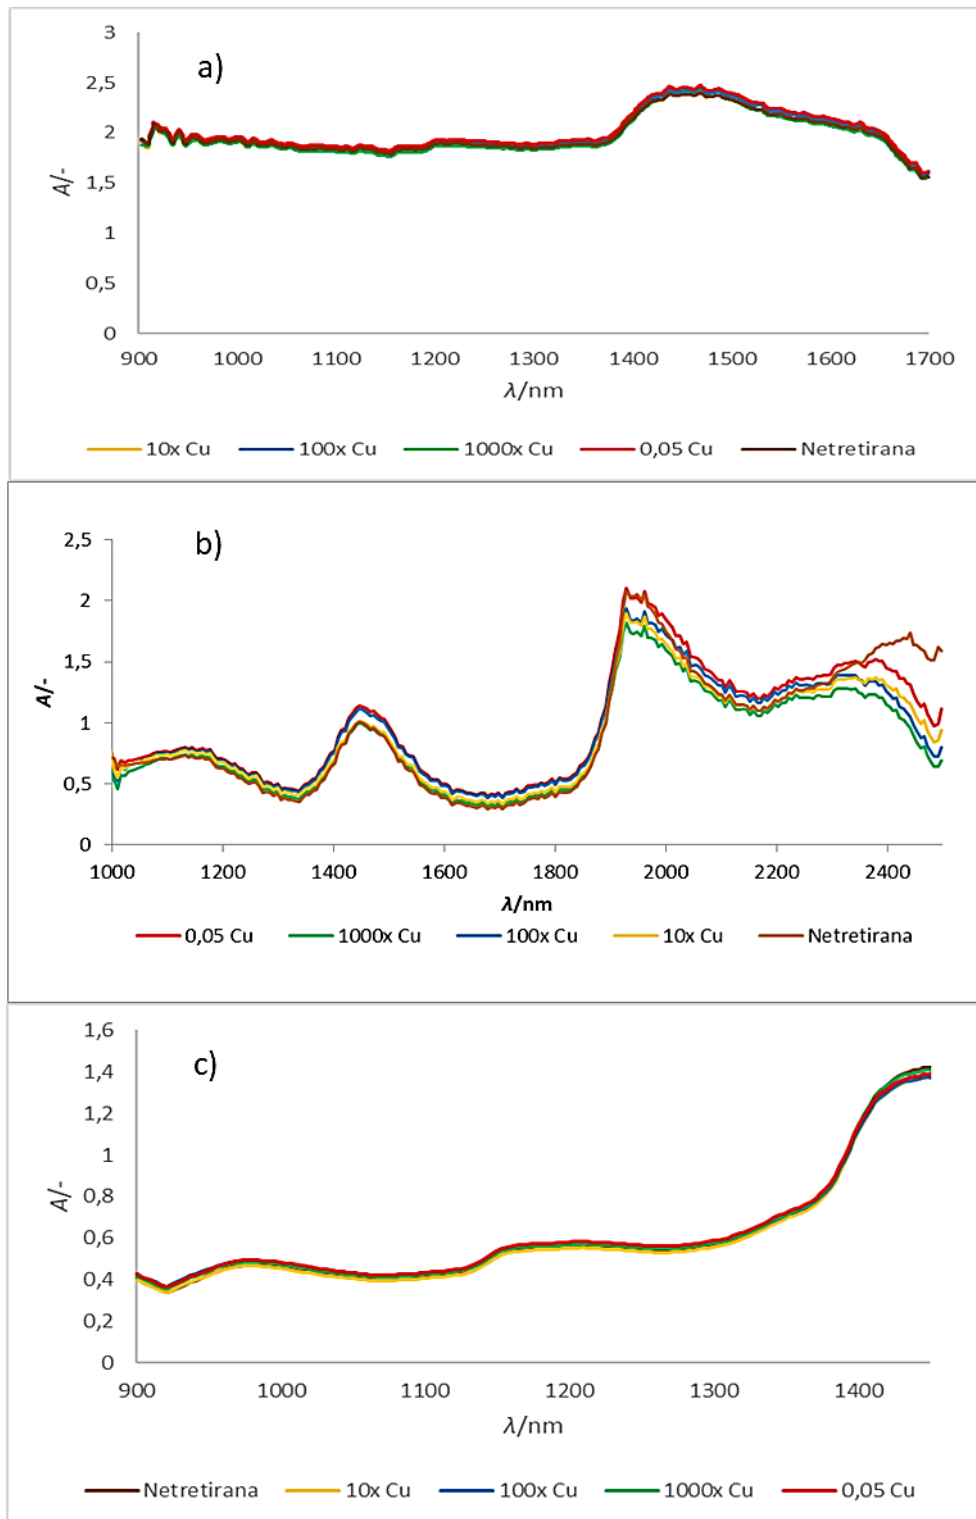 a)
3
2,5
2
1,5
1
0,5
0
A/-
900 1000 1100 1200 1300 1400 1500 1600 1700
λ/nm
10x Cu 100x Cu 1000x Cu 0,05 Cu Netretirana
b)
2,5
2
1,5
1
0,5
0
A/-
1000 1200 1400 1600 1800 2000 2200 2400
λ/nm
0,05 Cu 1000x Cu 100x Cu 10x Cu Netretirana
c)
1,6
1,4
1,2
1
0,8
0,6
0,4
0,2
0
A/-
900 1000 1100 1200 1300 1400
λ/nm
Netretirana 10x Cu 100x Cu 1000x Cu 0,05 Cu